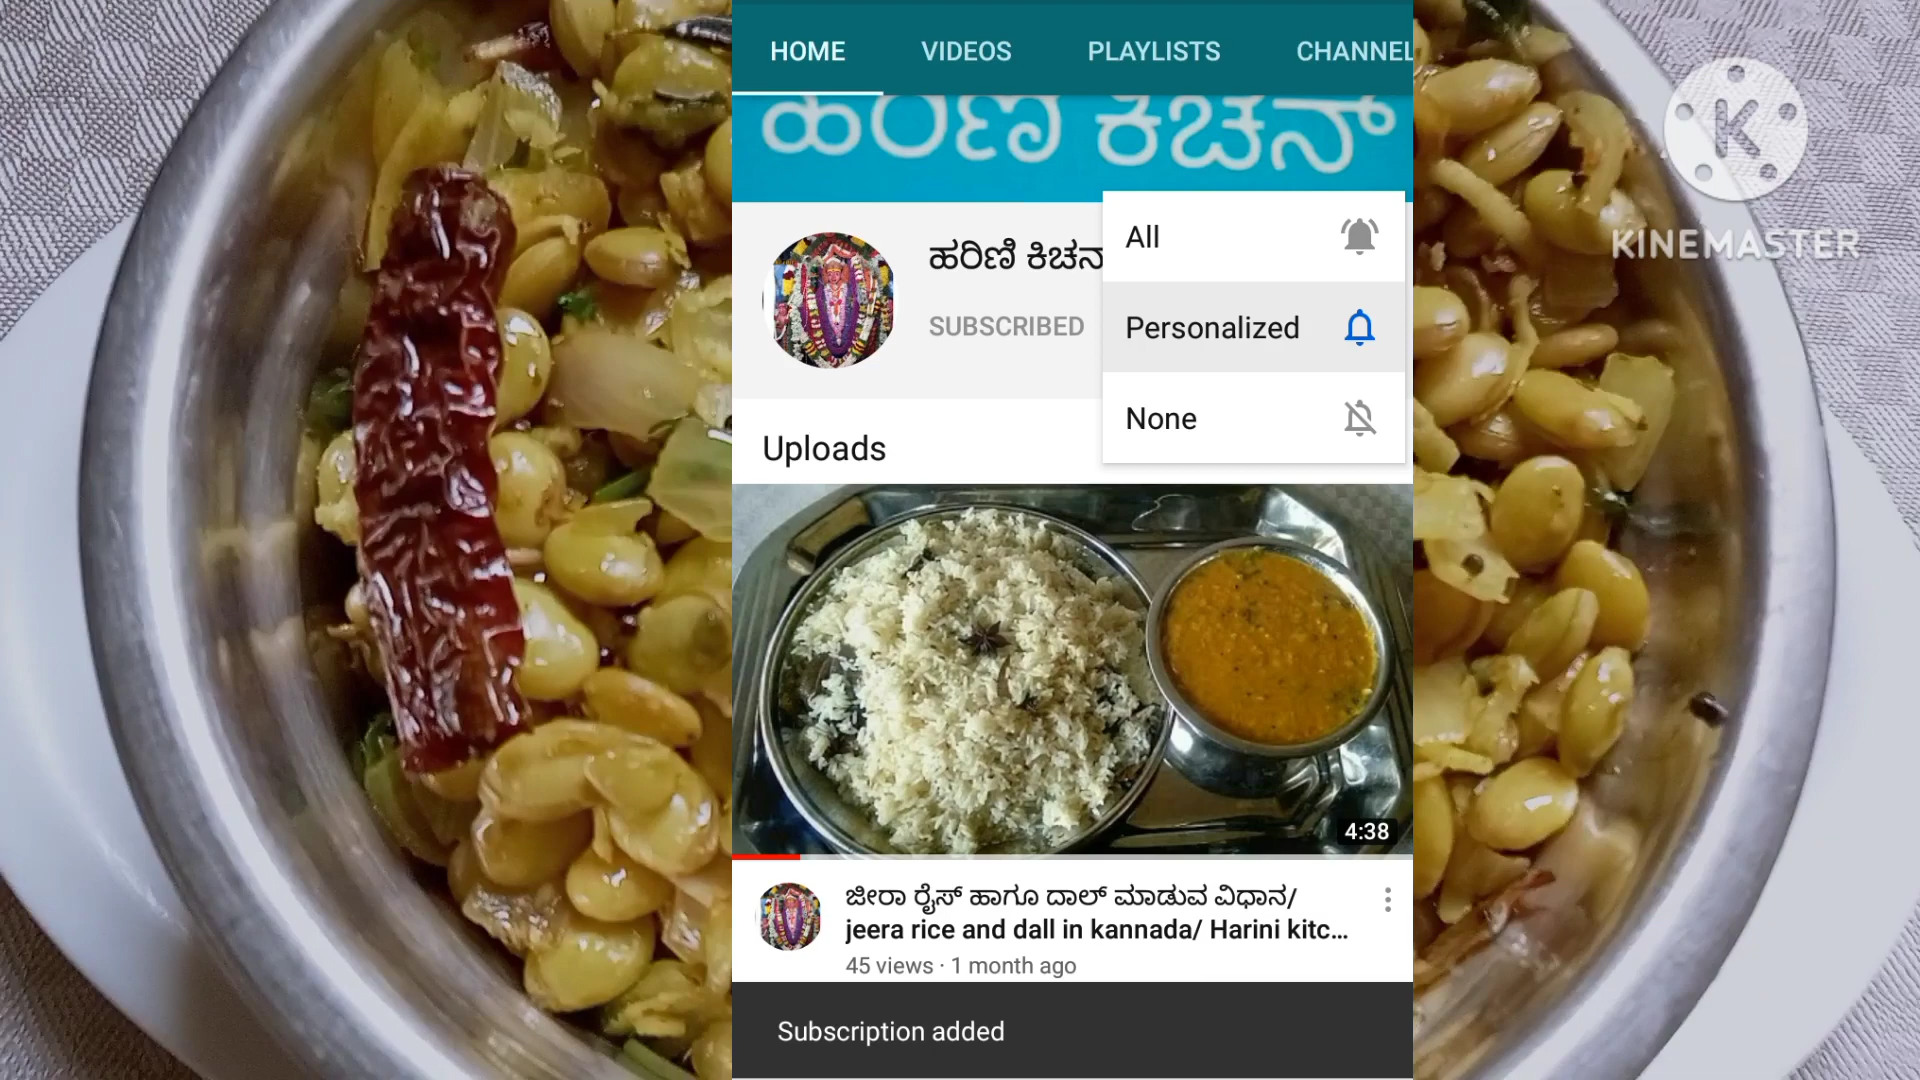 HOME VIDEOS PLAYLISTS CHANNEL
ಹರಿಣಿ ಕಿಚನ್
ಹರಿಣಿ ಕಿಚನ್
SUBSCRIBED
All
Personalized
None
Uploads
4:38
ಜೀರಾ ರೈಸ್ ಹಾಗೂ ದಾಲ್ ಮಾಡುವ ವಿಧಾನ/
jeera rice and dall in kannada/ Harini kitc...
45 views · 1 month ago
Subscription added
K
KINEMASTER